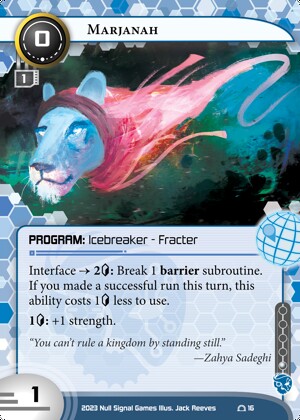 0
MARJANAH
1
PROGRAM: Icebreaker - Fracter
Interface → 2: Break 1 barrier subroutine.
If you made a successful run this turn, this
ability costs 1 less to use.
1: +1 strength.
"You can't rule a kingdom by standing still."
—Zahya Sadeghi
1
2023 Null Signal Games Illus. Jack Reeves
16